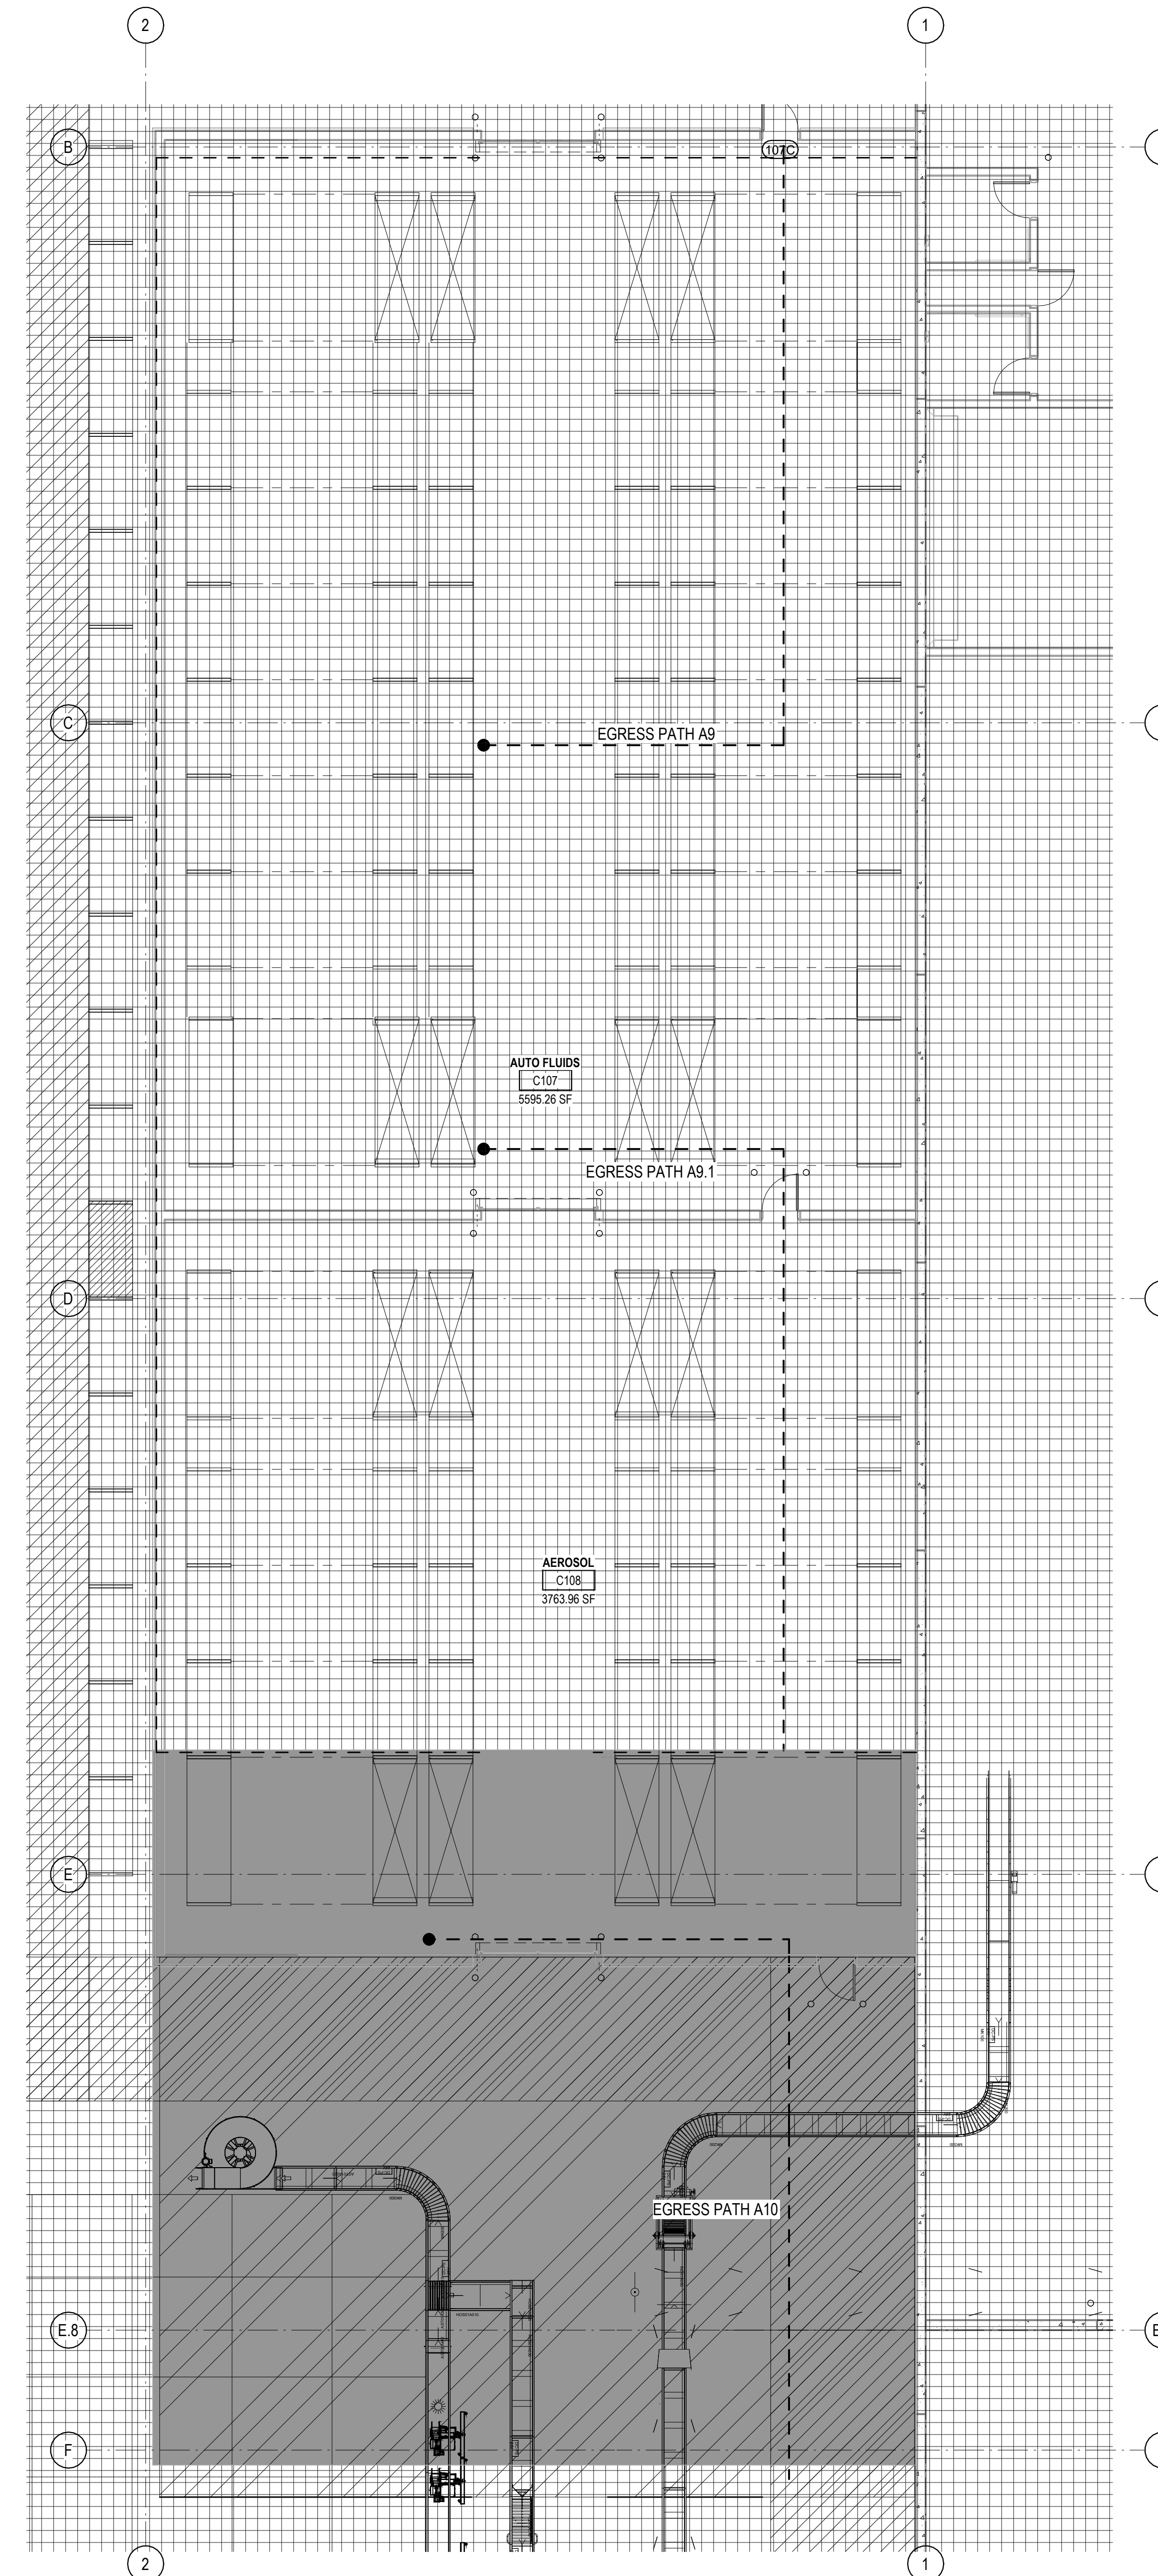 2 1
B
107C
C
EGRESS PATH A9
AUTO FLUIDS
C107
5595.26 SF
EGRESS PATH A9.1
D
AEROSOL
C108
3763.96 SF
E
EGRESS PATH A10
E.8 E
F
2 1